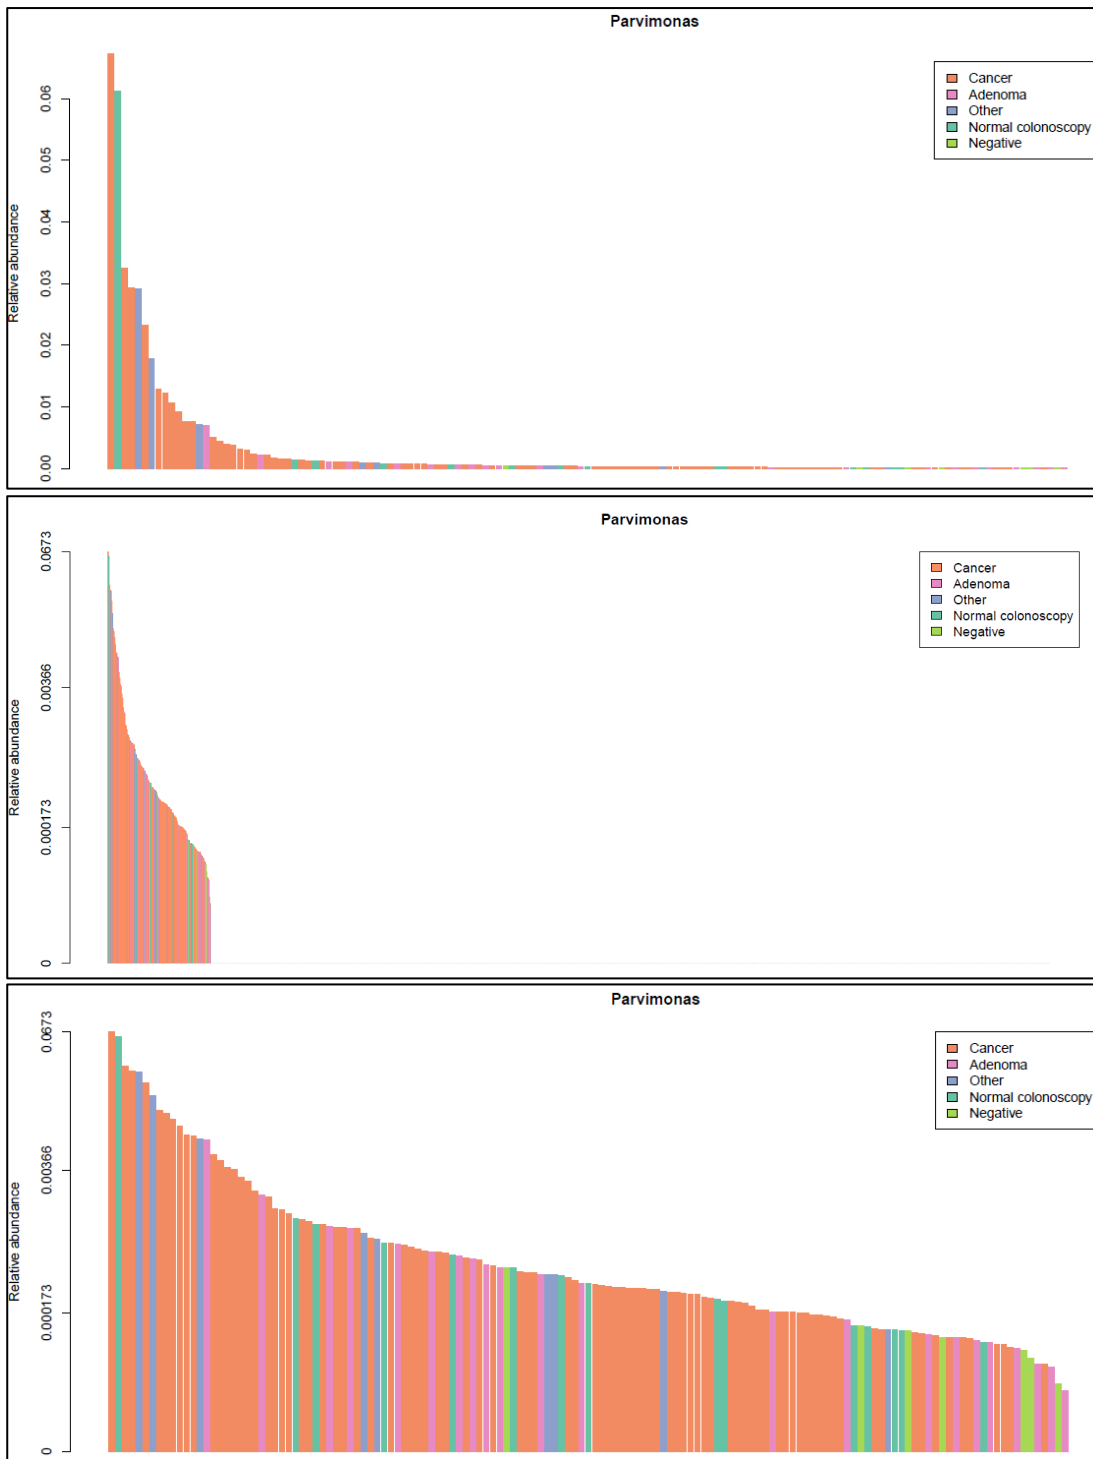 Parvimonas
Cancer
Adenoma
Other
Normal colonoscopy
Negative
Relative abundance
0.06
0.05
0.04
0.03
0.02
0.01
0.00
Parvimonas
Cancer
Adenoma
Other
Normal colonoscopy
Negative
Relative abundance
0.0673
0.00366
0.000173
0
Parvimonas
Cancer
Adenoma
Other
Normal colonoscopy
Negative
Relative abundance
0.0673
0.00366
0.000173
0